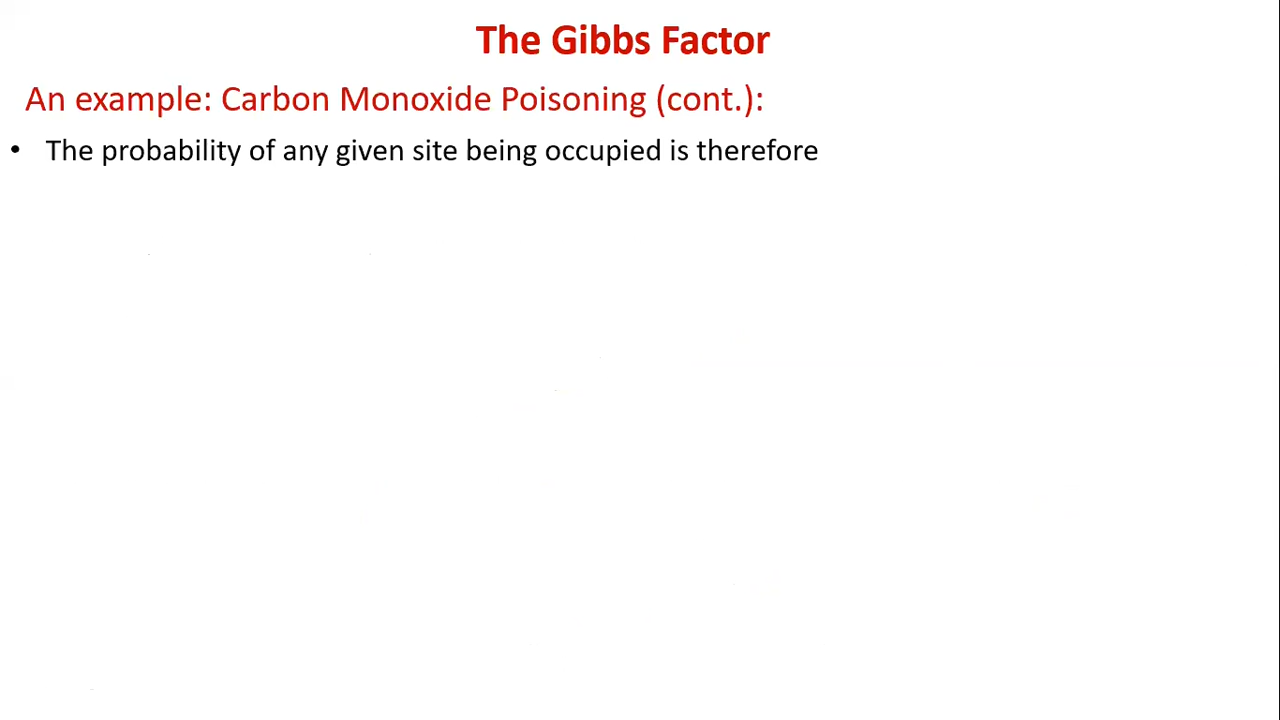 The Gibbs Factor
An example: Carbon Monoxide Poisoning (cont.):
• The probability of any given site being occupied is therefore